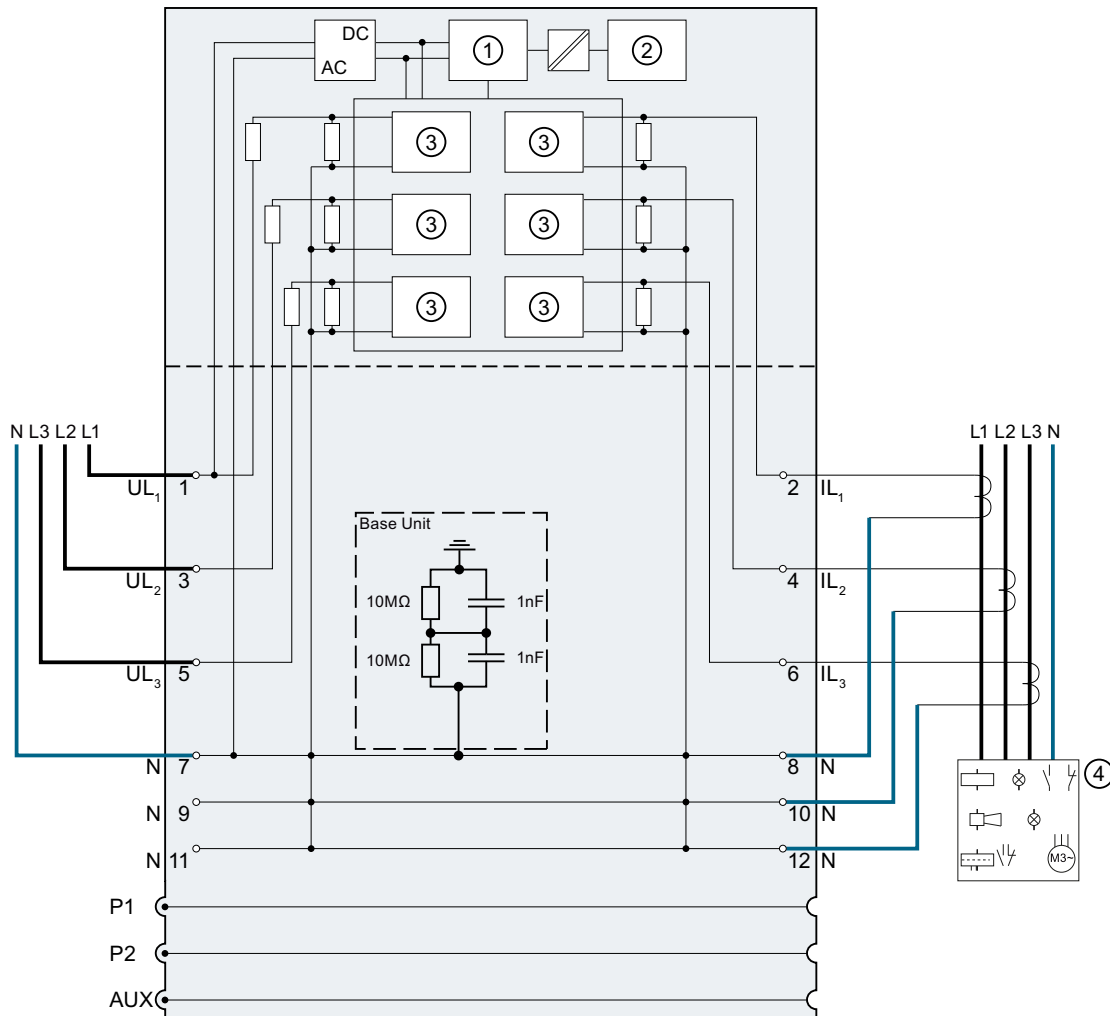 DC
AC
①
②
③ ③
③ ③
③ ③
N L3 L2 L1
L1 L2 L3 N
UL₁ 1
2 IL₁
Base Unit
UL₂ 3
4 IL₂
10MΩ 1nF
10MΩ 1nF
UL₃ 5
6 IL₃
N 7
8 N
④
N 9
10 N
N 11
12 N
M3~
P1
P2
AUX